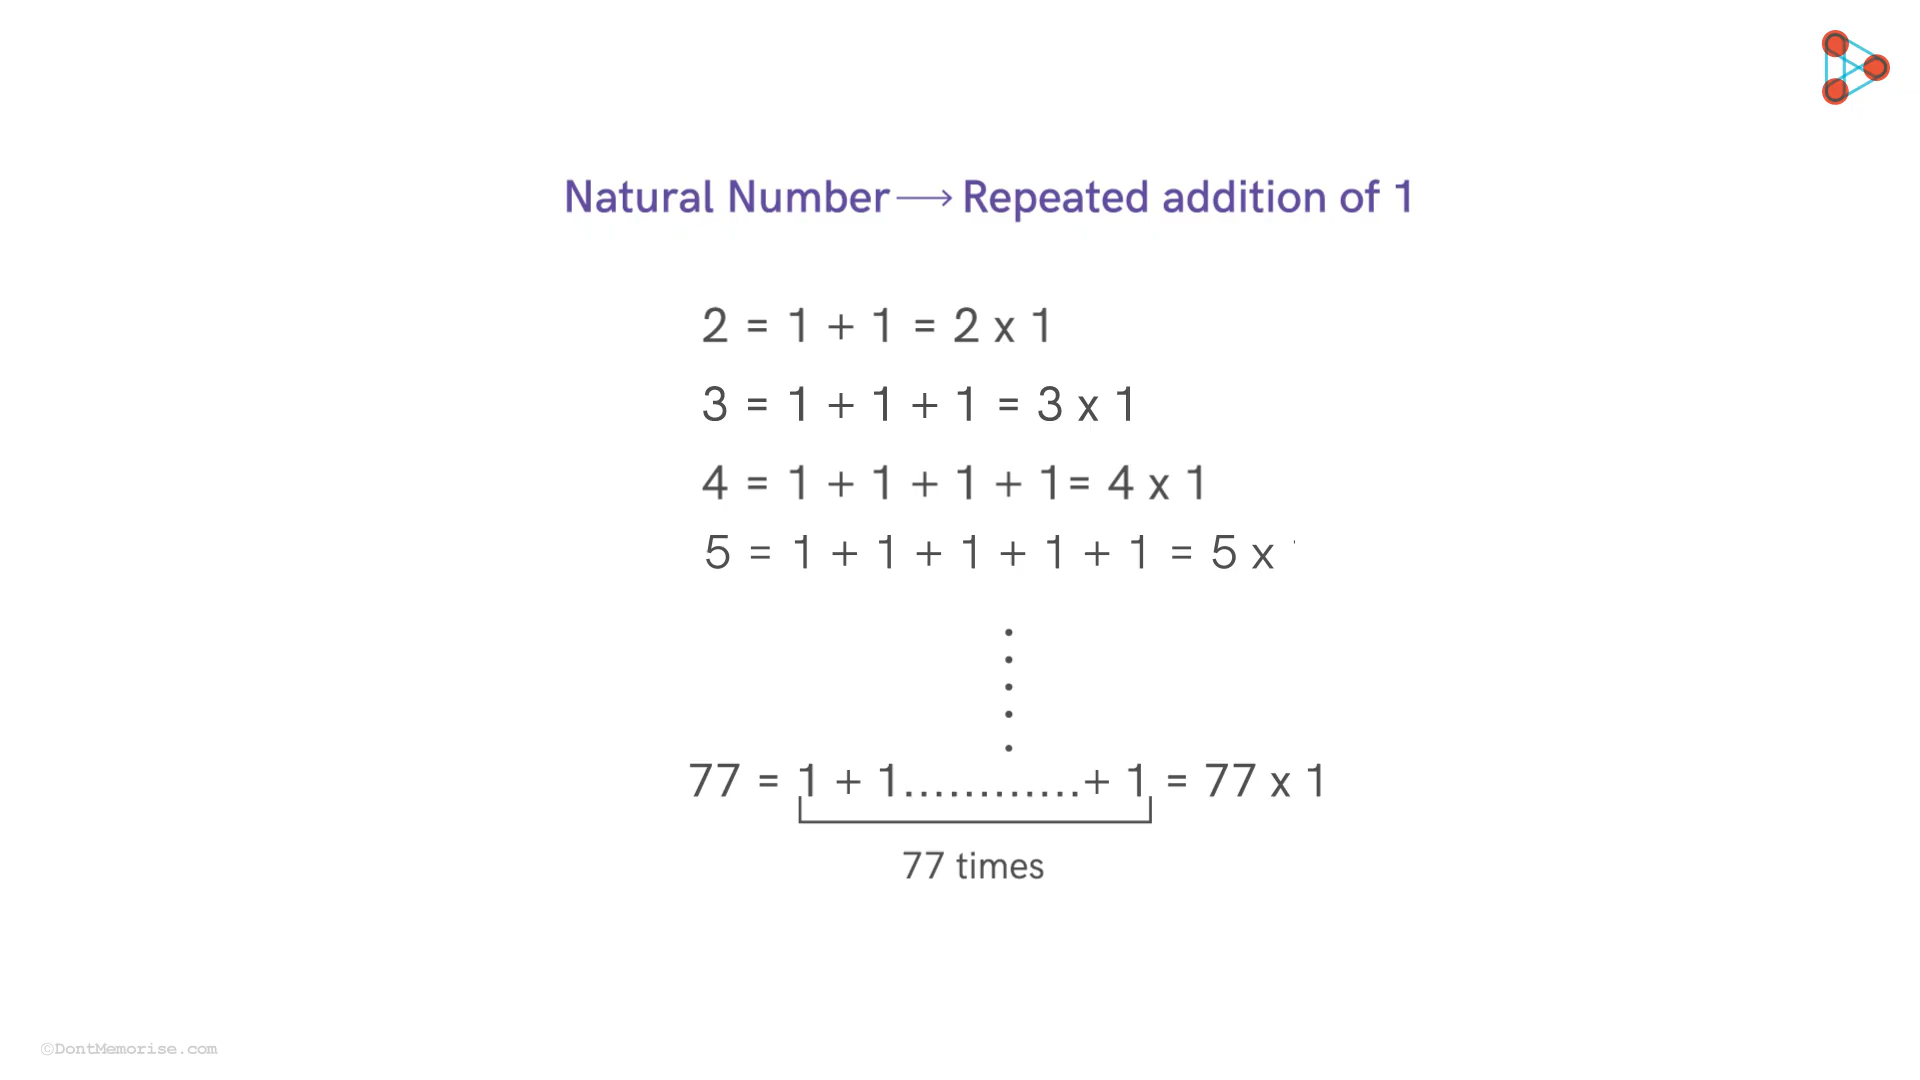 Natural Number → Repeated addition of 1
2 = 1 + 1 = 2 x 1
3 = 1 + 1 + 1 = 3 x 1
4 = 1 + 1 + 1 + 1= 4 x 1
5 = 1 + 1 + 1 + 1 + 1 = 5 x
77 = 1 + 1............+ 1 = 77 x 1
77 times
©DontMemorise.com